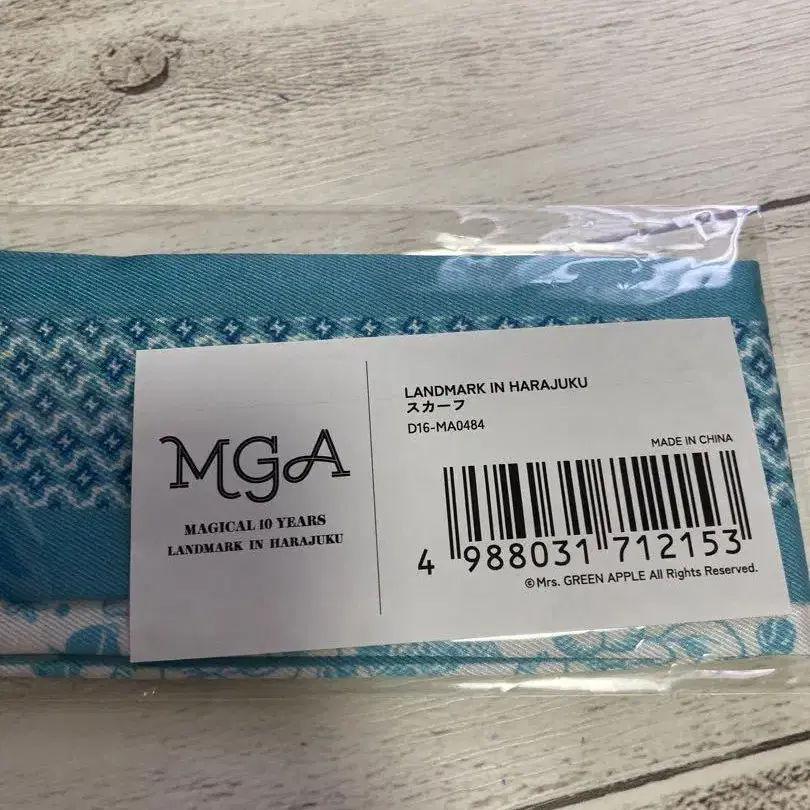 MGA
MAGICAL 10 YEARS
LANDMARK IN HARAJUKU
LANDMARK IN HARAJUKU
スカーフ
D16-MA0484
MADE IN CHINA
4 988031 712153
©Mrs. GREEN APPLE All Rights Reserved.